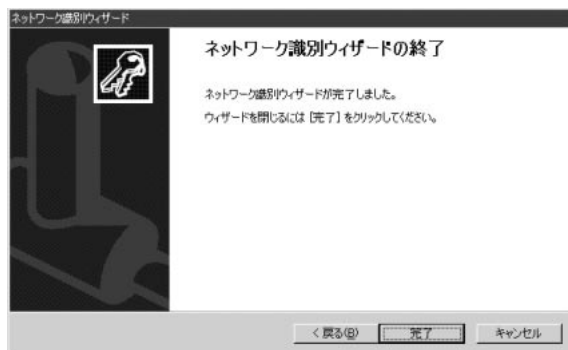 ネットワーク識別ウィザード
ネットワーク識別ウィザードの終了
ネットワーク識別ウィザードが完了しました。
ウィザードを閉じるには [完了] をクリックしてください。
< 戻る(B)
完了
キャンセル